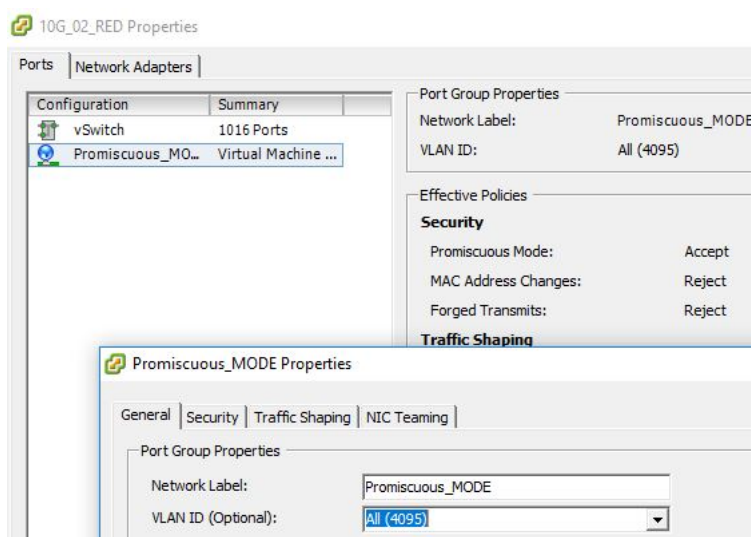 10G_02_RED Properties
Ports Network Adapters
Configuration Summary
vSwitch 1016 Ports
Promiscuous_MO... Virtual Machine ...
Port Group Properties
Network Label: Promiscuous_MODE
VLAN ID: All (4095)
Effective Policies
Security
Promiscuous Mode: Accept
MAC Address Changes: Reject
Forged Transmits: Reject
Traffic Shaping
Promiscuous_MODE Properties
General Security Traffic Shaping NIC Teaming
Port Group Properties
Network Label: Promiscuous_MODE
VLAN ID (Optional): All (4095)